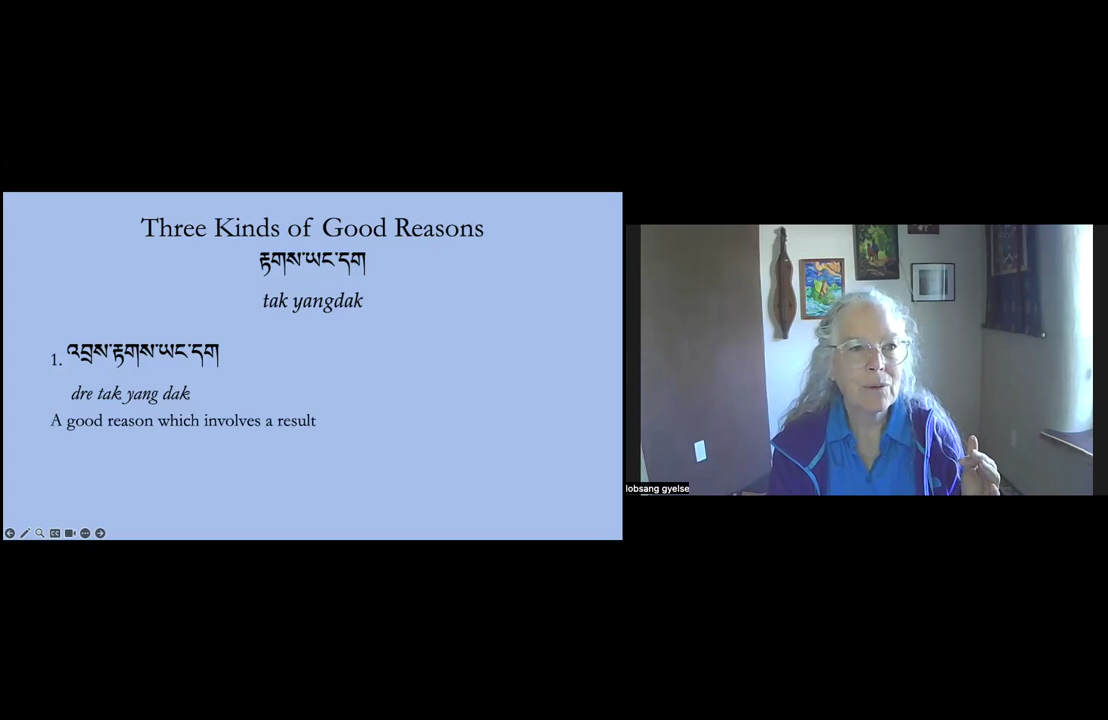 Three Kinds of Good Reasons
རྟགས་ཡང་དག
tak yangdak
1. འབྲས་རྟགས་ཡང་དག
dre tak yang dak
A good reason which involves a result
lobsang gyelse